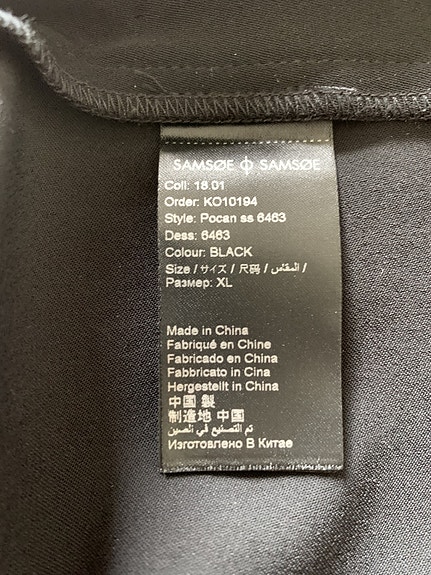 SAMSØE ⌽ SAMSØE
Coll: 18.01
Order: KO10194
Style: Pocan ss 6463
Dess: 6463
Colour: BLACK
Size / サイズ / 尺码 / المقاس /
Размер: XL
Made in China
Fabriqué en Chine
Fabricado en China
Fabbricato in Cina
Hergestellt in Cina
中国 製
制造地 中国
تم التصنيع في الصين
Изготовлено В Китае